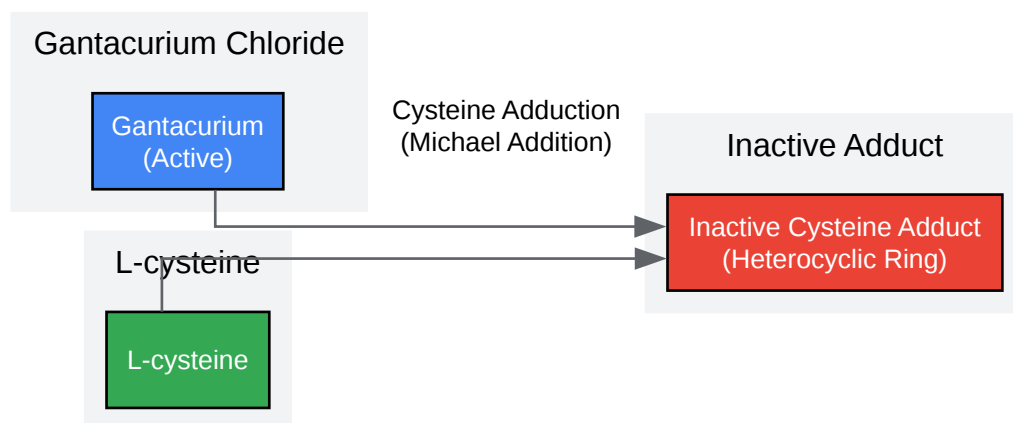 Gantacurium Chloride
Gantacurium
(Active)
Cysteine Adduction
(Michael Addition)
Inactive Adduct
Inactive Cysteine Adduct
(Heterocyclic Ring)
L-cysteine
L-cysteine